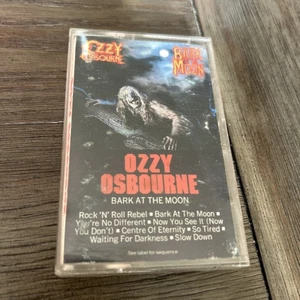 OZZY
OSBOURNE
BARK
AT THE
MOON
OZZY
OSBOURNE
BARK AT THE MOON
Rock 'N' Roll Rebel ■ Bark At The Moon ■
You're No Different ■ Now You See It (Now
You Don't) ■ Centre Of Eternity ■ So Tired ■
Waiting For Darkness ■ Slow Down
See label for sequence